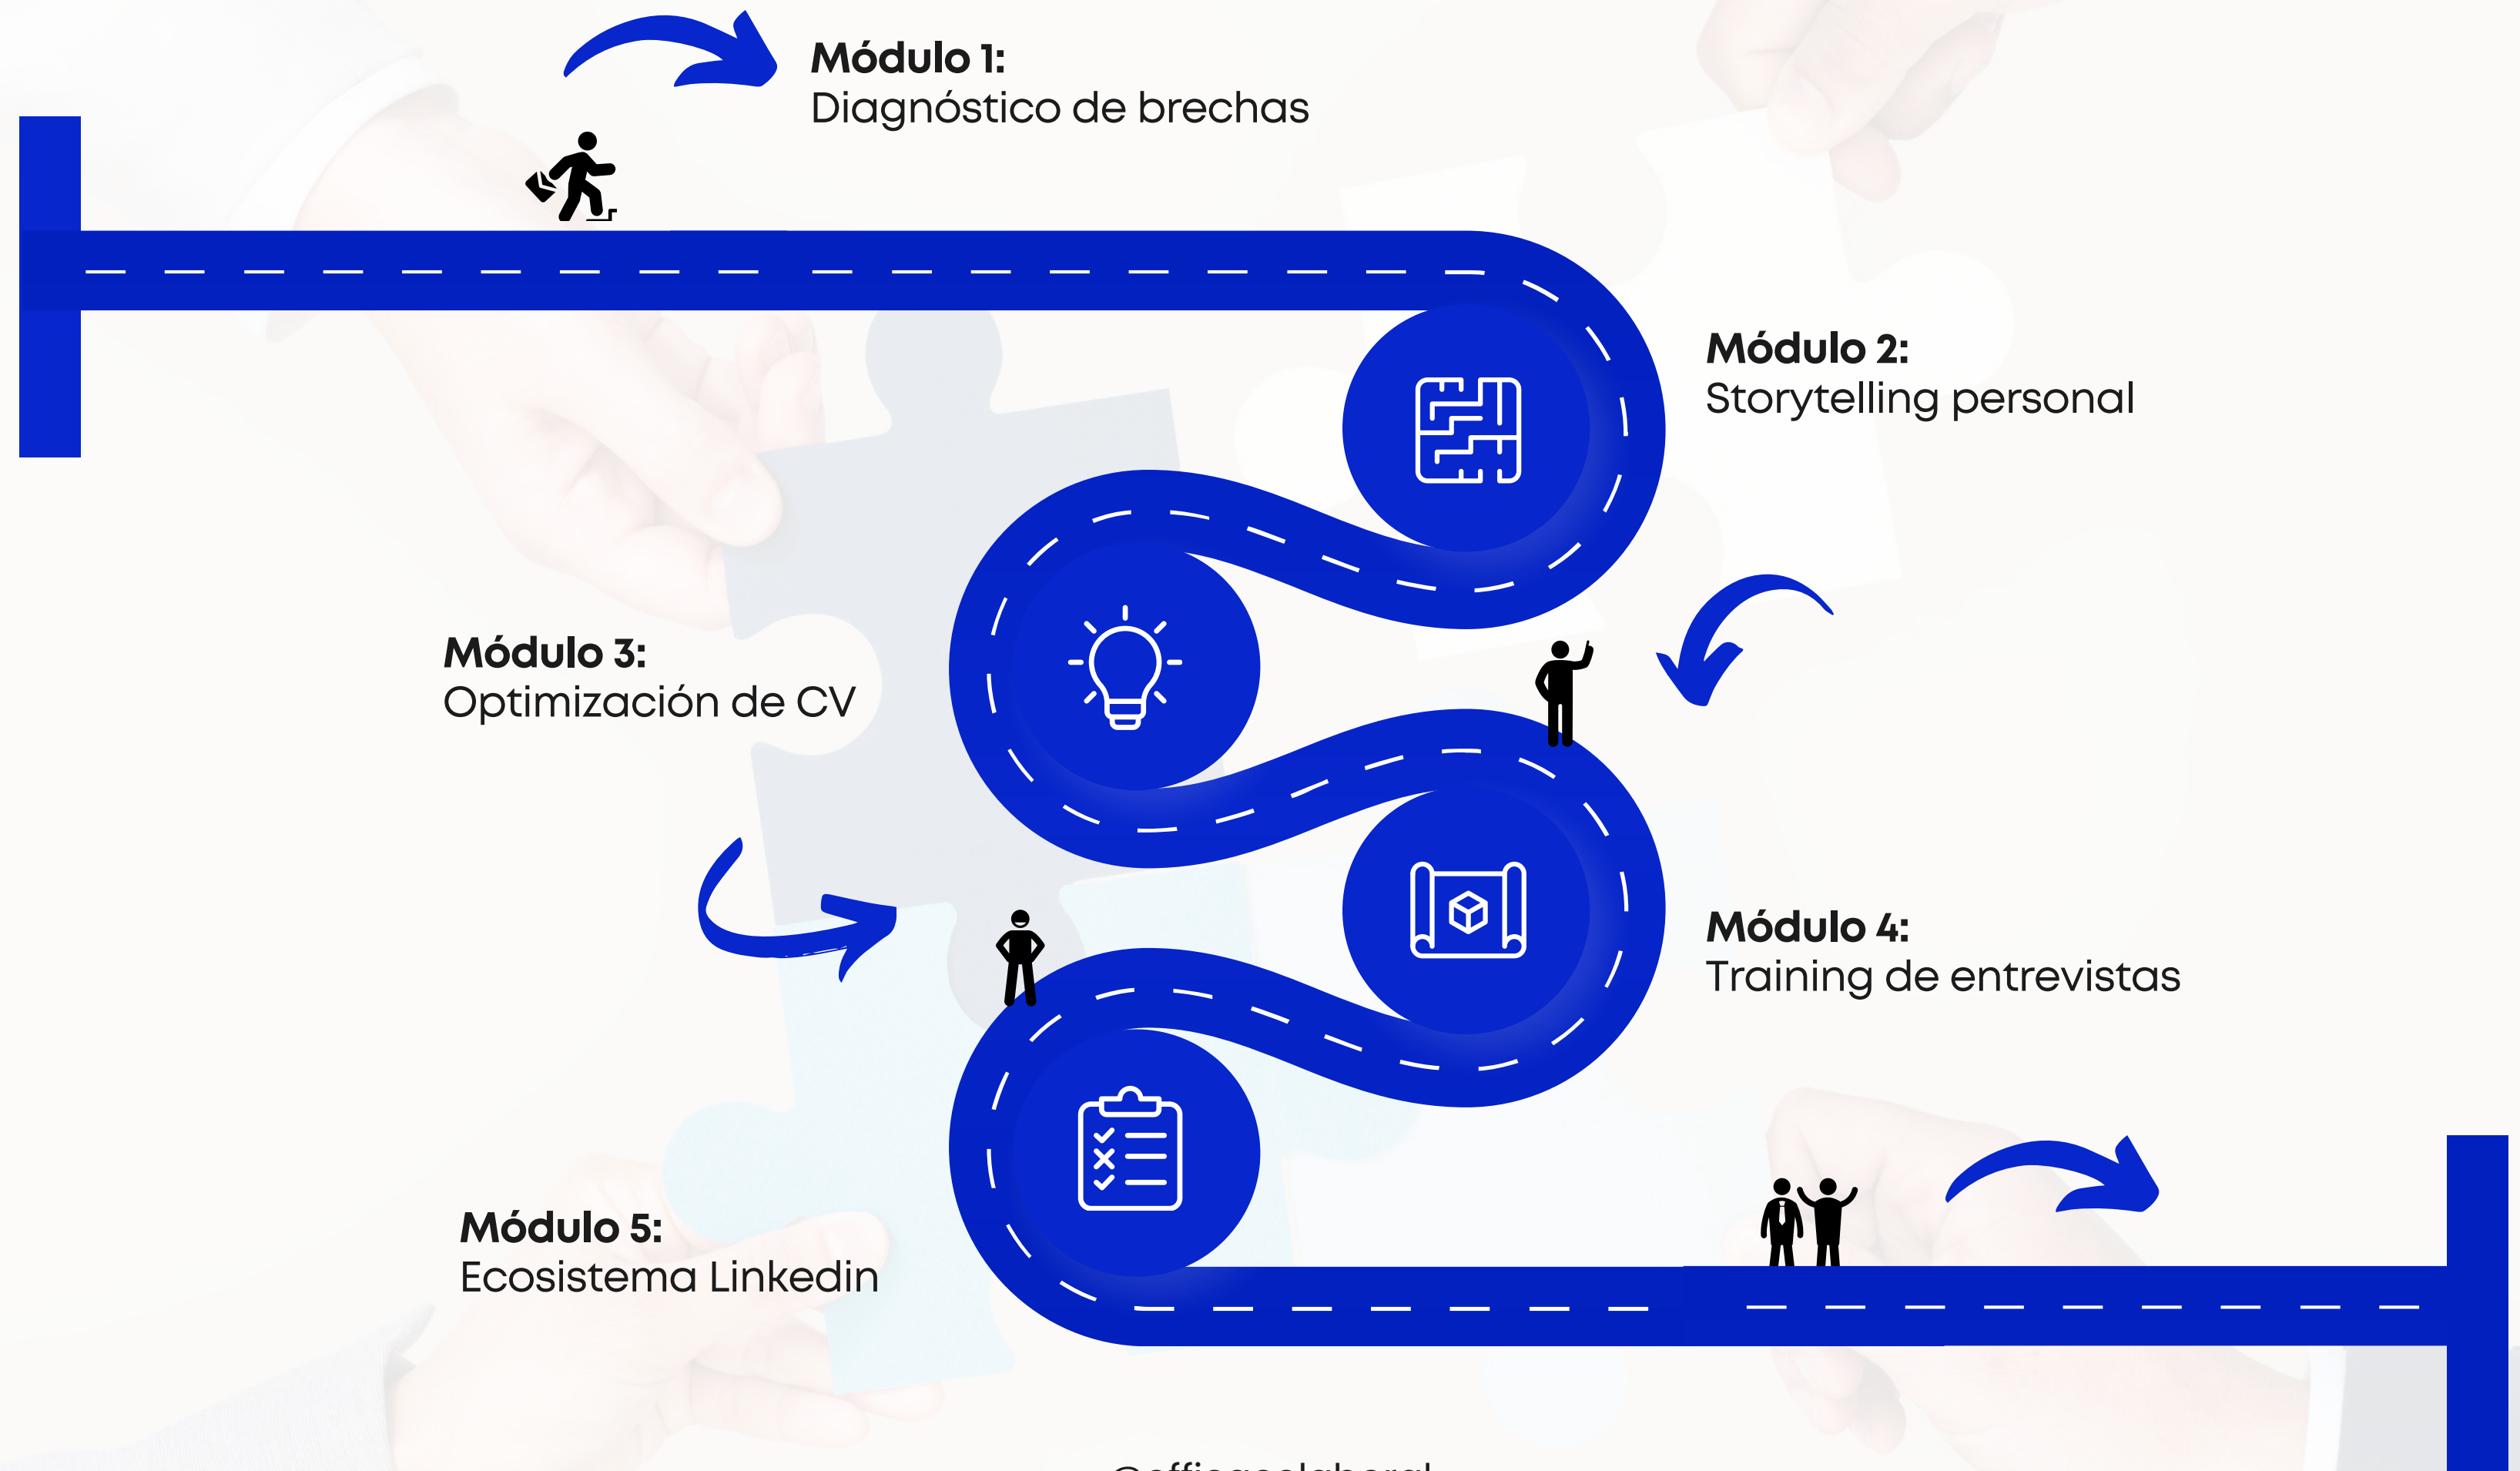 Módulo 1:
Diagnóstico de brechas
Módulo 2:
Storytelling personal
Módulo 3:
Optimización de CV
Módulo 4:
Training de entrevistas
Módulo 5:
Ecosistema Linkedin